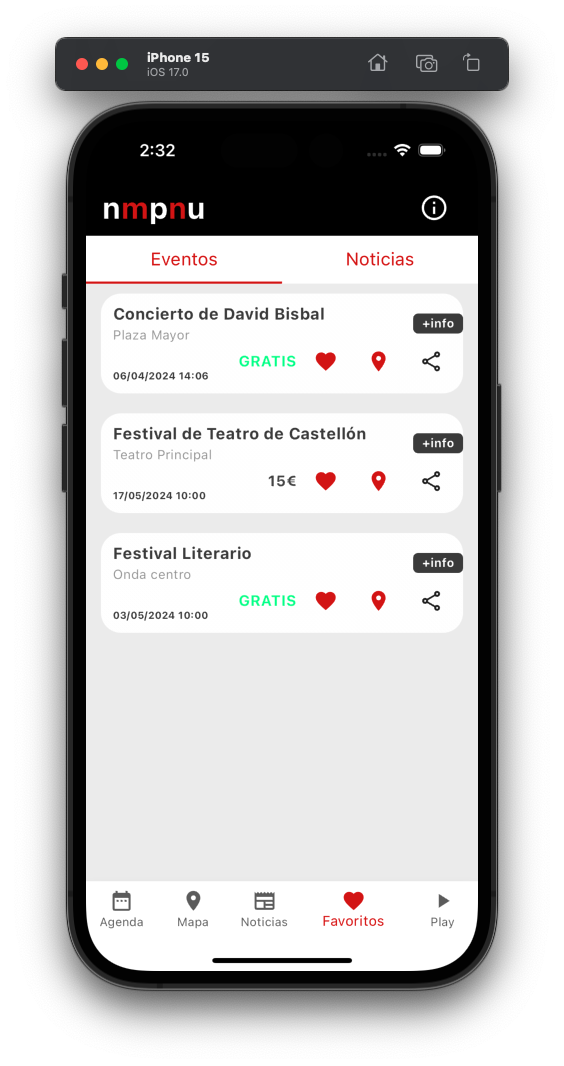 iPhone 15
iOS 17.0
2:32
nmpnu
Eventos
Noticias
Concierto de David Bisbal
+info
Plaza Mayor
GRATIS
06/04/2024 14:06
Festival de Teatro de Castellón
+info
Teatro Principal
15€
17/05/2024 10:00
Festival Literario
+info
Onda centro
GRATIS
03/05/2024 10:00
Agenda
Mapa
Noticias
Favoritos
Play